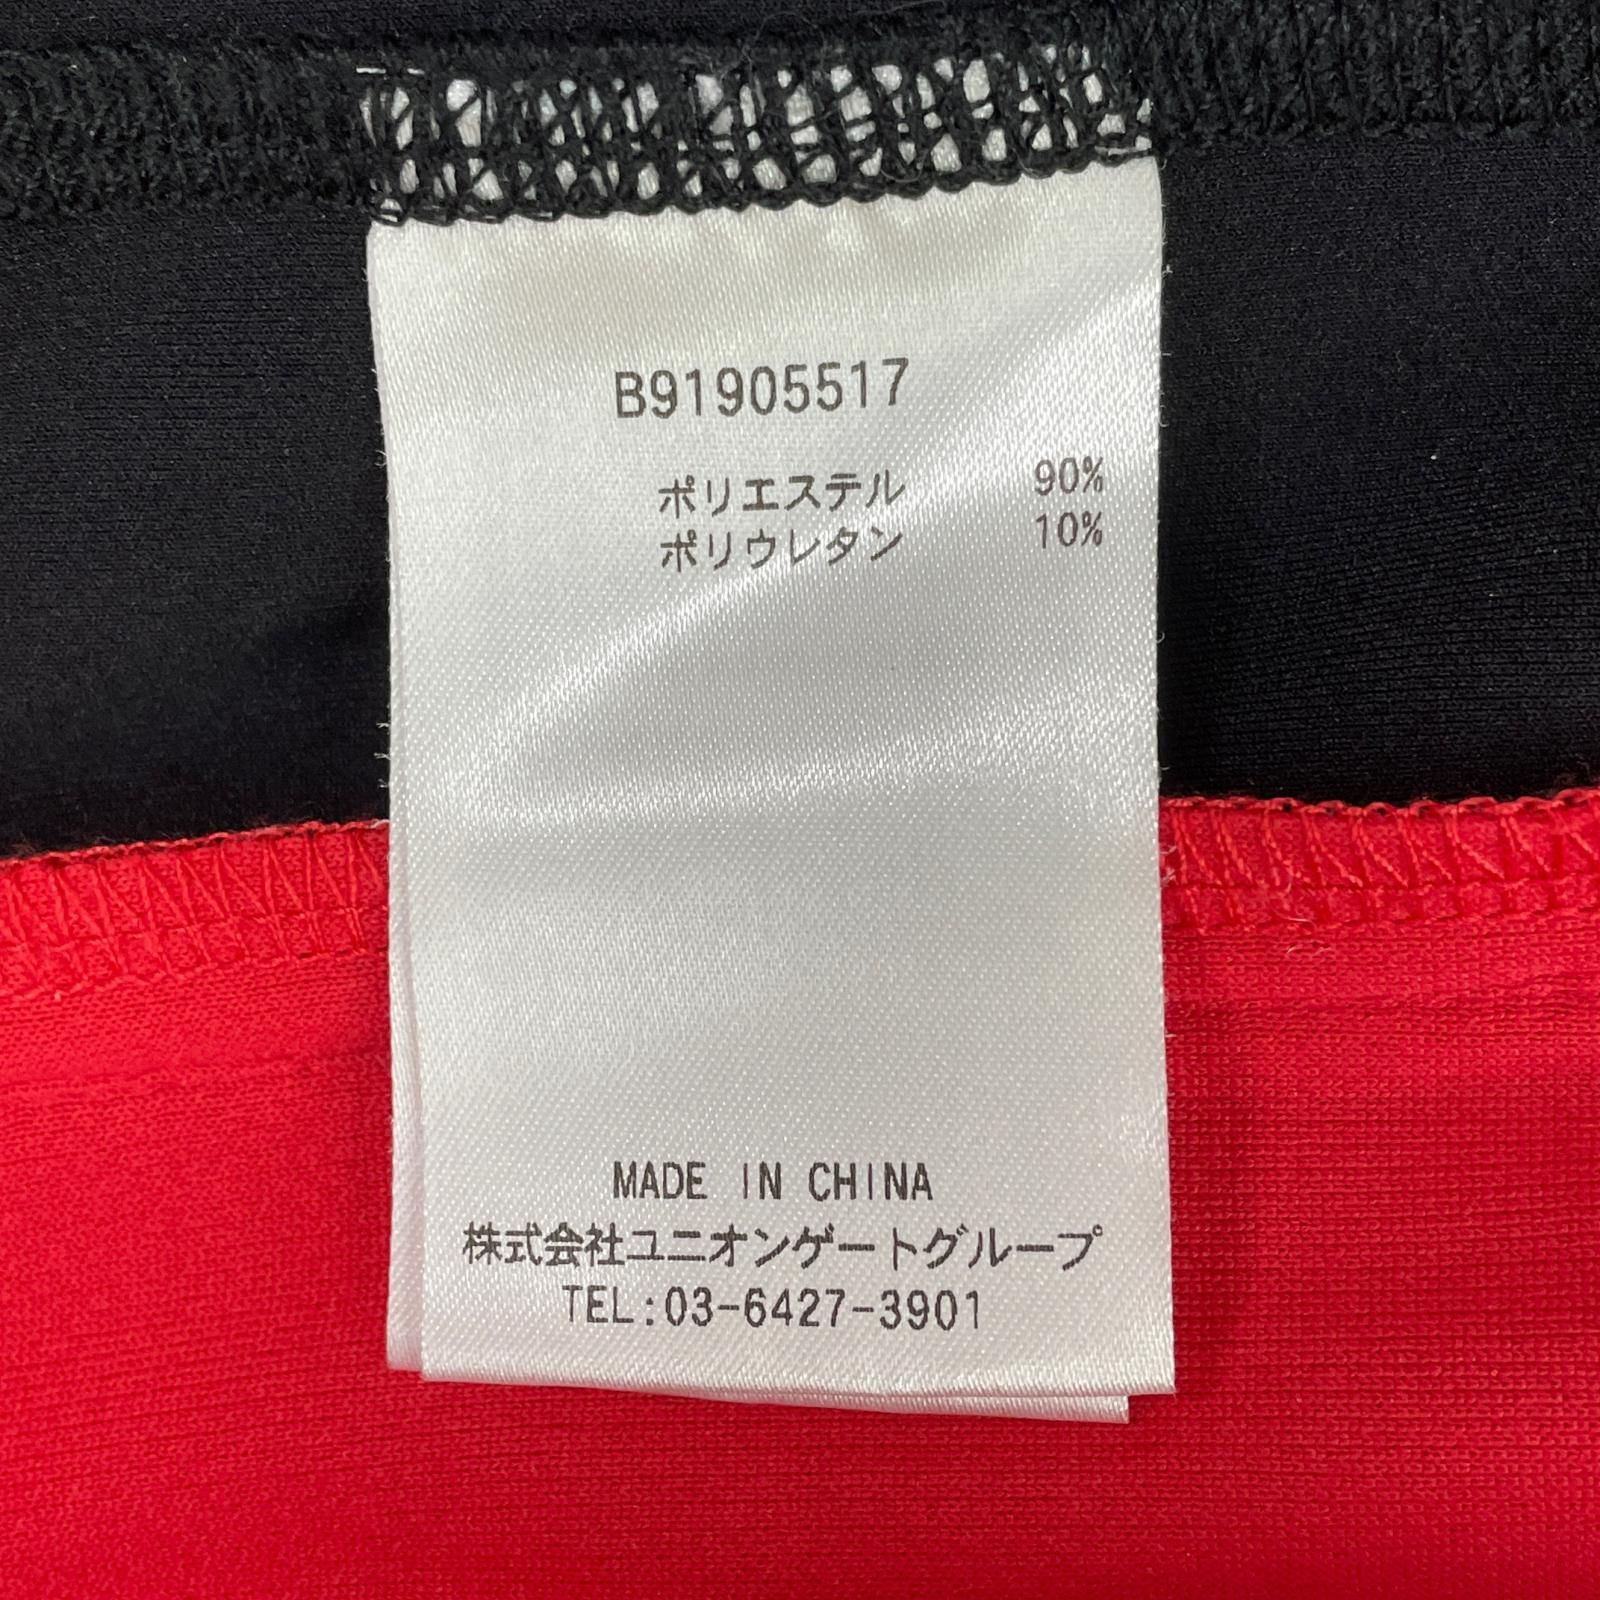 B91905517
ポリエステル 90%
ポリウレタン 10%
MADE IN CHINA
株式会社ユニオンゲートグループ
TEL:03-6427-3901